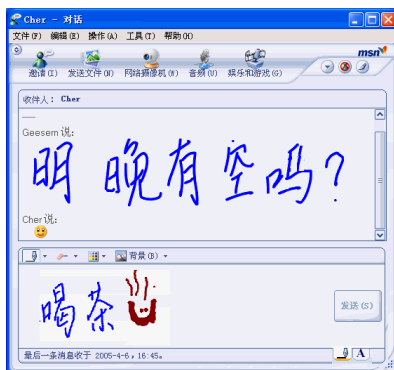 Cher - 对话
文件(F) 编辑(E) 操作(A) 工具(T) 帮助(H)
msn
邀请(I) 发送文件(N) 网络摄像机(W) 音频(U) 娱乐和游戏(G)
收件人: Cher
Geesem 说:
明晚有空吗?
Cher 说:
背景(B)
喝茶
发送(S)
最后一条消息收于 2005-4-6, 16:45。
A